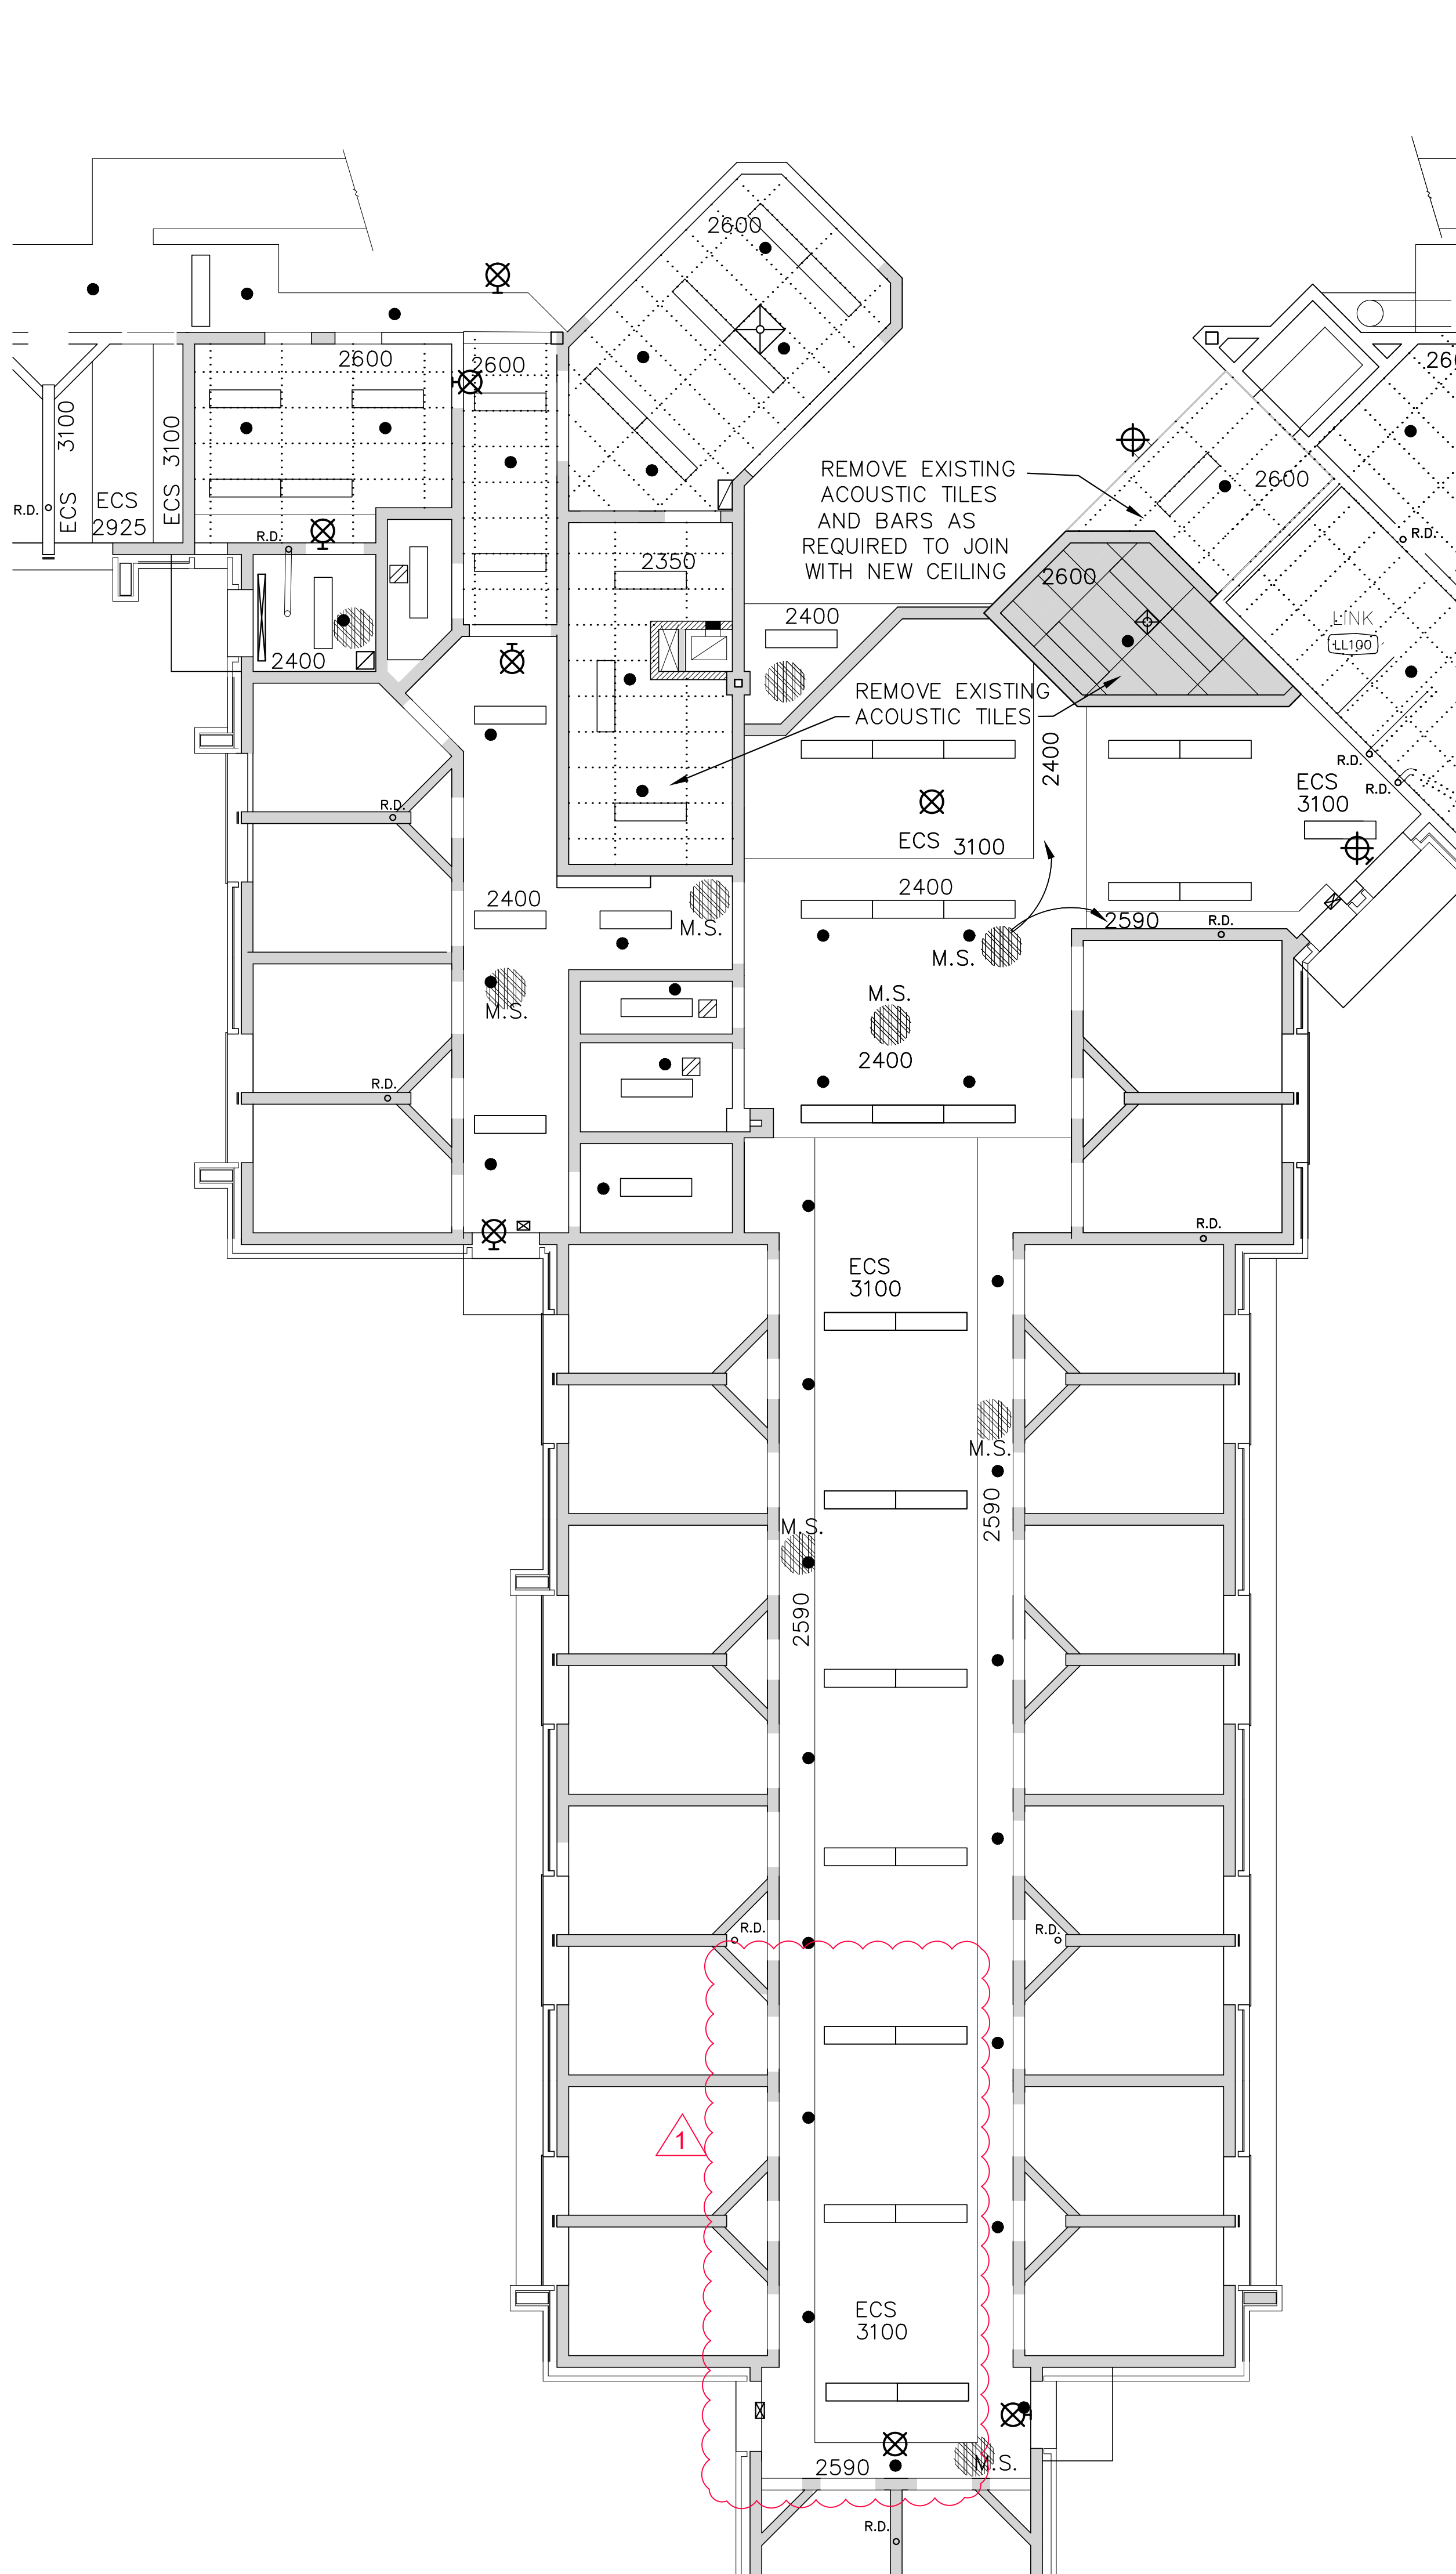 2600
2600
2600
260
3100
ECS
ECS
2925
3100
ECS
R.D.
R.D.
REMOVE EXISTING
ACOUSTIC TILES
AND BARS AS
REQUIRED TO JOIN
WITH NEW CEILING
2600
R.D.
2350
2600
2400
2400
LINK
LL100
REMOVE EXISTING
ACOUSTIC TILES
2400
R.D.
R.D.
ECS
3100
R.D.
ECS 3100
2400
2400
2590
R.D.
M.S.
M.S.
M.S.
M.S.
2400
R.D.
R.D.
ECS
3100
M.S.
2590
M.S.
2590
R.D.
R.D.
1
ECS
3100
2590
M.S.
R.D.